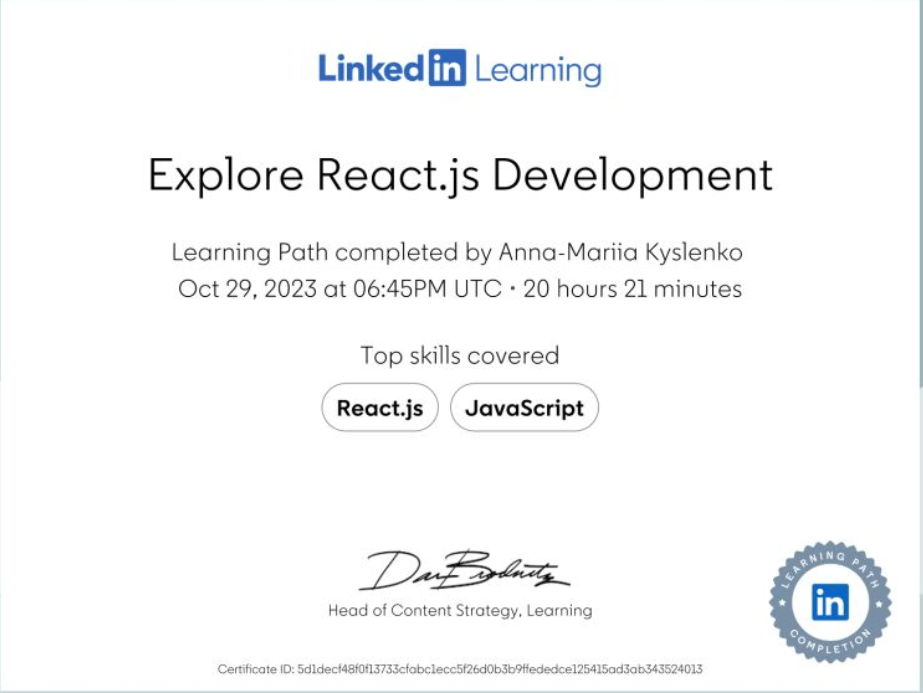 Linked in Learning
Explore React.js Development
Learning Path completed by Anna-Mariia Kyslenko
Oct 29, 2023 at 06:45PM UTC • 20 hours 21 minutes
Top skills covered
React.js JavaScript
Head of Content Strategy, Learning
LEARNING PATH
in
COMPLETION
Certificate ID: 5d1decf48f0f13733cfabc1ecc5f26d0b3b9ffededce125415ad3ab343524013